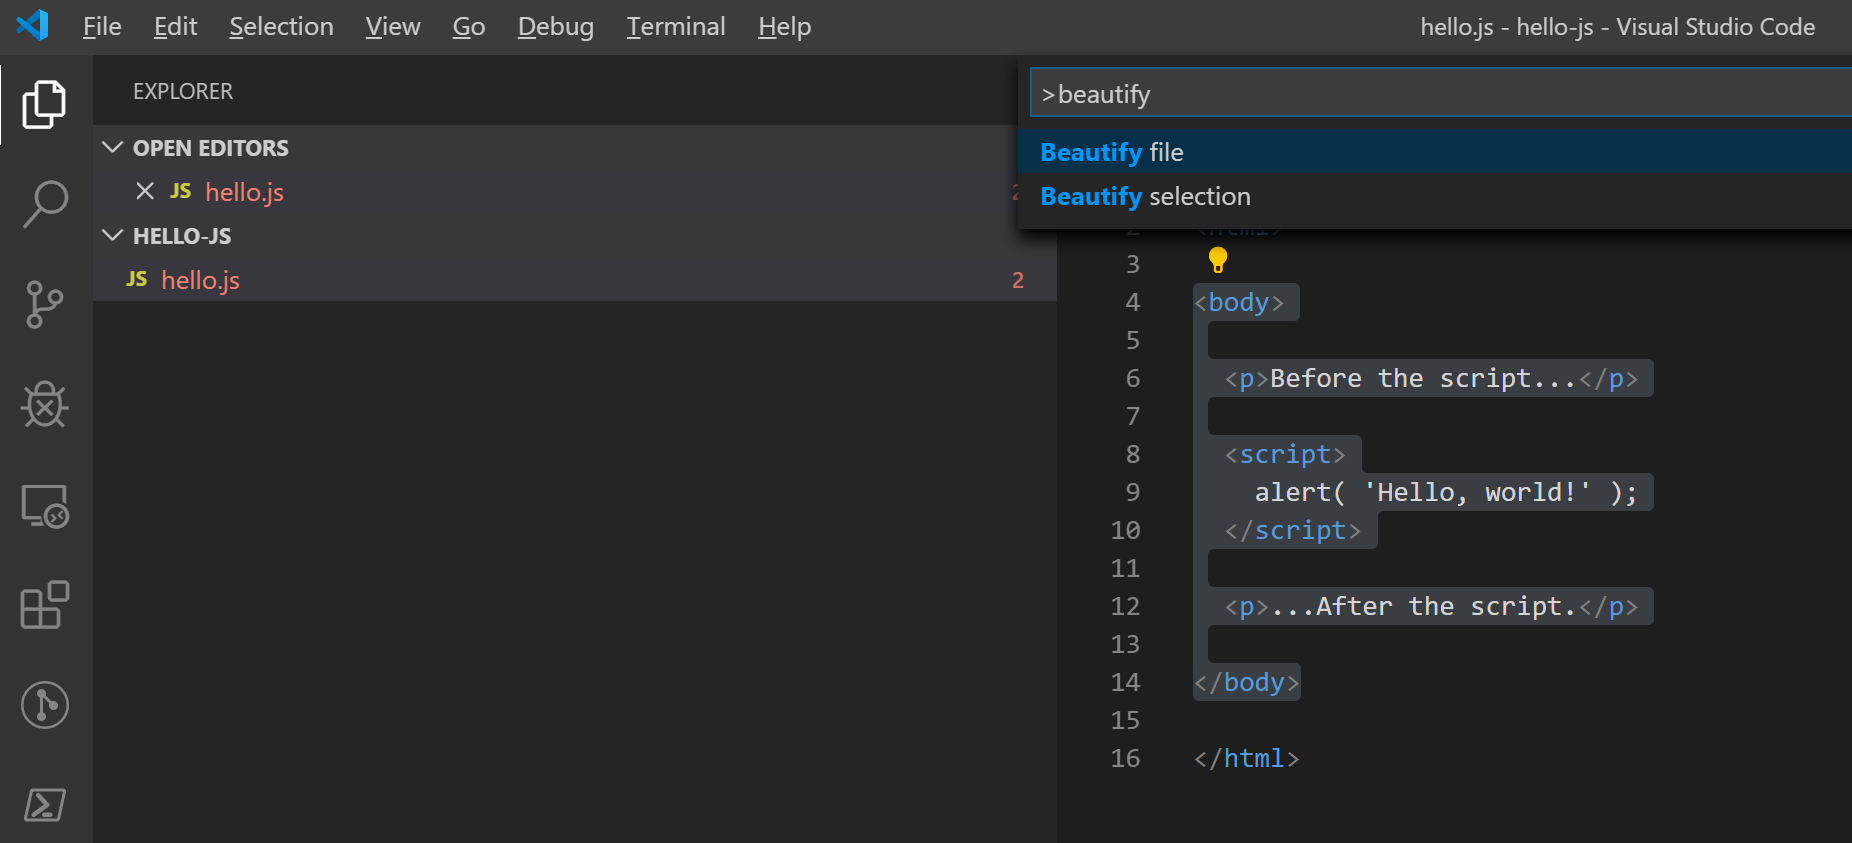 File Edit Selection View Go Debug Terminal Help hello.js - hello-js - Visual Studio Code
EXPLORER
>beautify
Beautify file
Beautify selection
OPEN EDITORS
JS hello.js 2
HELLO-JS
JS hello.js 2
2 <html>
3
4 <body>
5
6 <p>Before the script...</p>
7
8 <script>
9 alert( 'Hello, world!' );
10 </script>
11
12 <p>...After the script.</p>
13
14 </body>
15
16 </html>